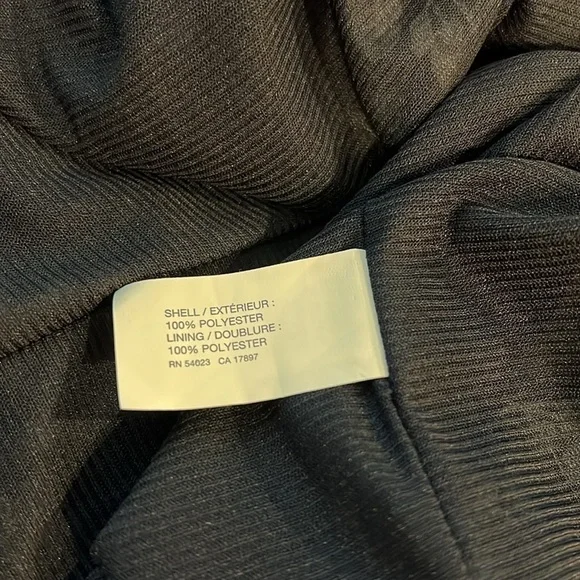 SHELL / EXTÉRIEUR :
100% POLYESTER
LINING / DOUBLURE :
100% POLYESTER
RN 54023 CA 17897